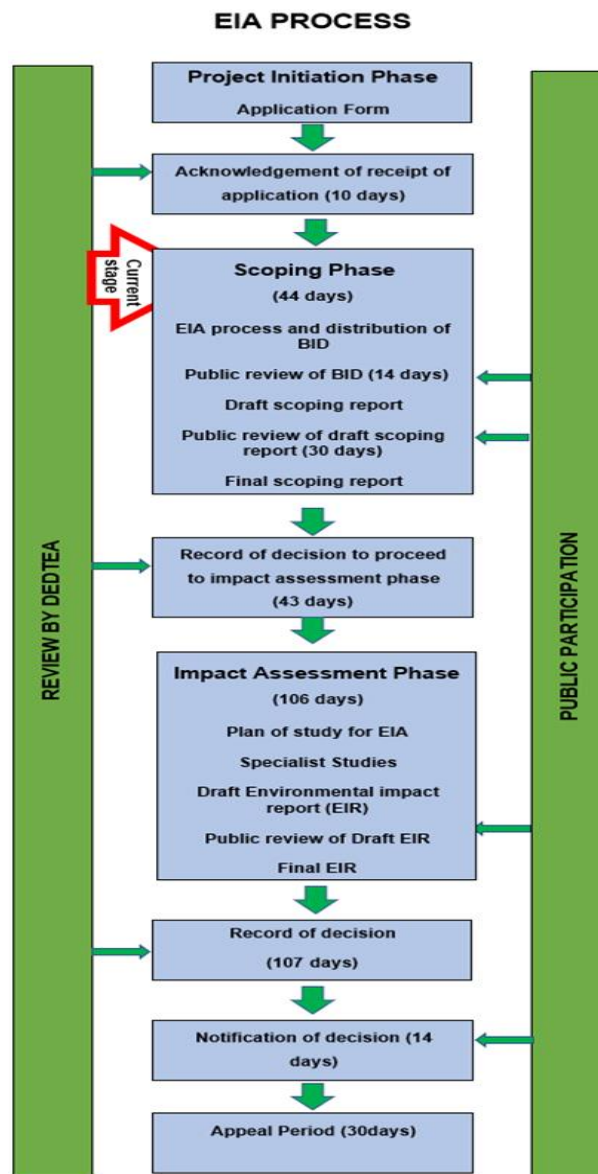 EIA PROCESS
Project Initiation Phase
Application Form
Acknowledgement of receipt of
application (10 days)
Current
stage
Scoping Phase
(44 days)
EIA process and distribution of
BID
Public review of BID (14 days)
Draft scoping report
Public review of draft scoping
report (30 days)
Final scoping report
Record of decision to proceed
to impact assessment phase
(43 days)
Impact Assessment Phase
(106 days)
Plan of study for EIA
Specialist Studies
Draft Environmental impact
report (EIR)
Public review of Draft EIR
Final EIR
Record of decision
(107 days)
Notification of decision (14
days)
Appeal Period (30days)
REVIEW BY DEDTEA
PUBLIC PARTICIPATION